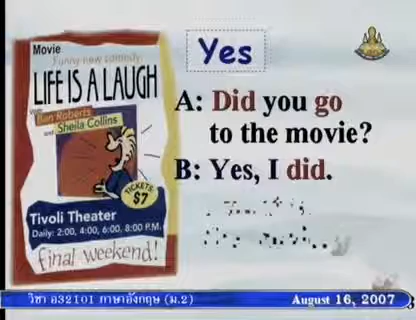 Movie
Funny new comedy
LIFE IS A LAUGH
with
Ban Roberts
and Sheila Collins
TICKETS
$7
Tivoli Theater
Daily: 2:00, 4:00, 6:00, 8:00 P.M.
final weekend!
Yes
A: Did you go
to the movie?
B: Yes, I did.
วิชา อ32101 ภาษาอังกฤษ (ม.2)
August 16, 2007